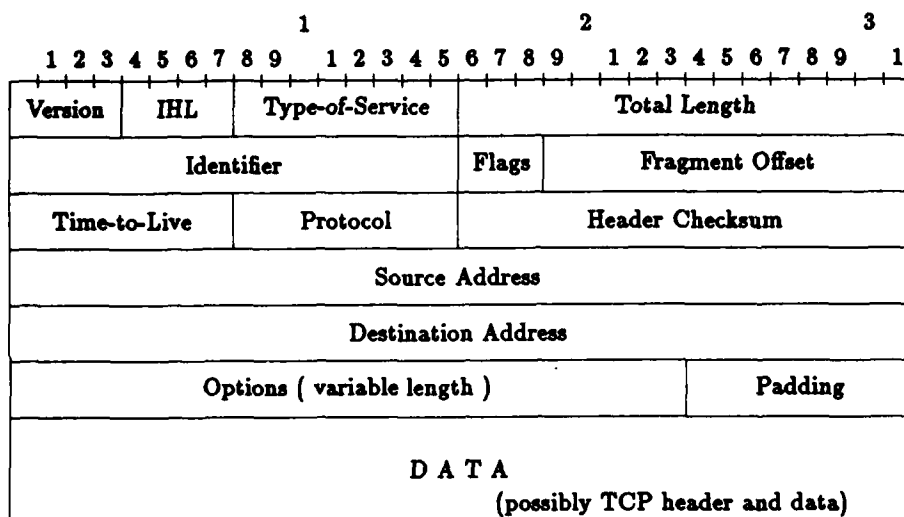 1 2 3
1 2 3 4 5 6 7 8 9 1 2 3 4 5 6 7 8 9 1 2 3 4 5 6 7 8 9 1
Version IHL Type-of-Service Total Length
Identifier Flags Fragment Offset
Time-to-Live Protocol Header Checksum
Source Address
Destination Address
Options ( variable length ) Padding
D A T A
(possibly TCP header and data)